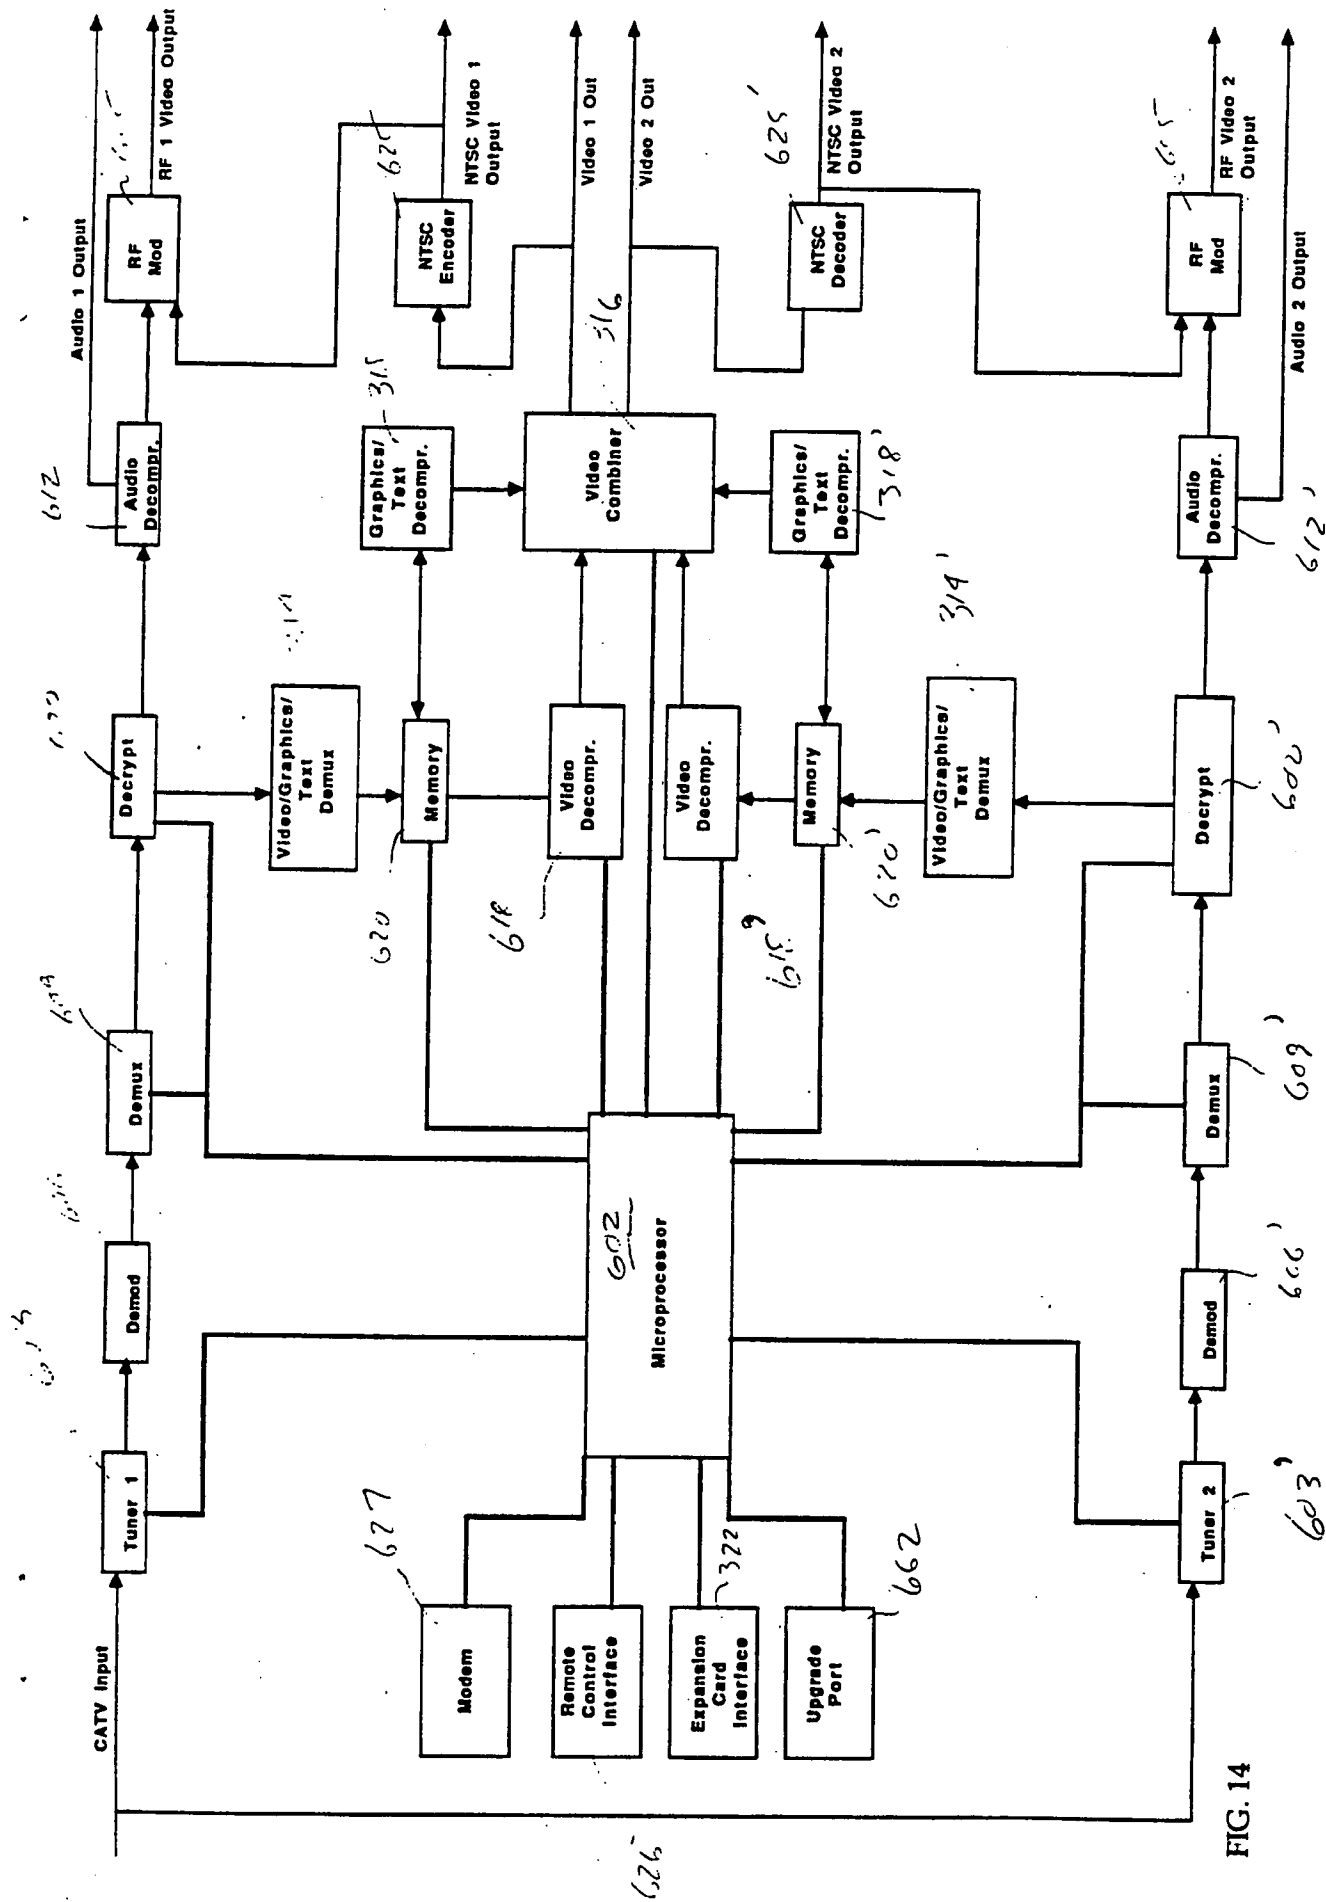 CATV Input
Tuner 1
Demod
Demux
Decrypt
Audio
Decompr.
612
RF
Mod
Audio 1 Output
RF 1 Video Output
Video/Graphics/
Text
Demux
Memory
620
Graphics/
Text
Decompr.
NTSC
Encoder
625
NTSC Video 1
Output
Modem
627
Remote
Control
Interface
626
Expansion
Card
Interface
322
Upgrade
Port
662
Microprocessor
602
Video
Decompr.
618
Video
Decompr.
Video
Combiner
316
Video 1 Out
Video 2 Out
Memory
620'
Graphics/
Text
Decompr.
318'
NTSC
Decoder
625'
NTSC Video 2
Output
Video/Graphics/
Text
Demux
314'
Tuner 2
603'
Demod
606'
Demux
609'
Decrypt
Audio
Decompr.
612'
RF
Mod
RF Video 2
Output
Audio 2 Output
FIG. 14